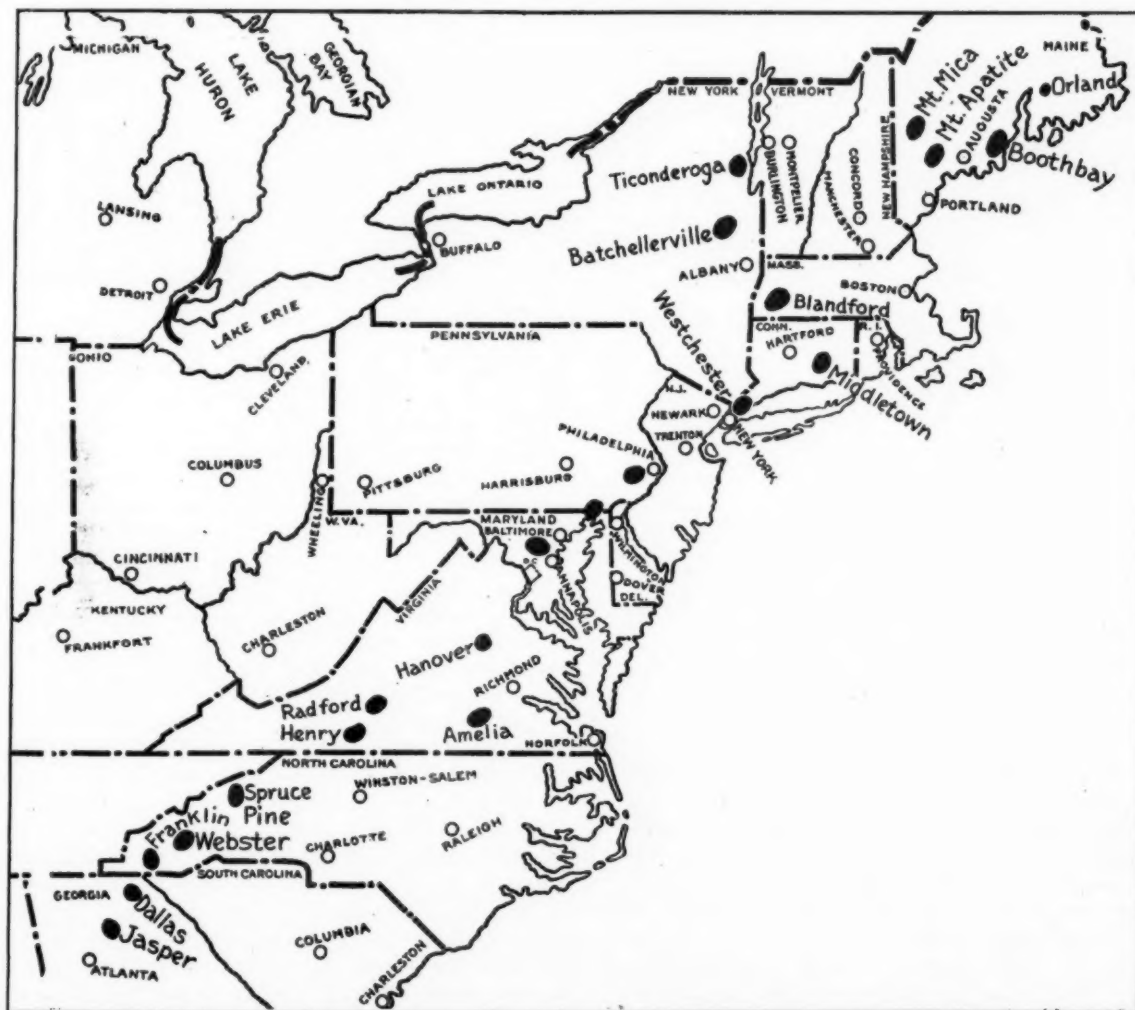 MICHIGAN
LAKE
HURON
GEORGIAN
BAY
NEW YORK
VERMONT
MAINE
Mt. Mica
Mt. Apatite
Orland
AUGUSTA
Boothbay
NEW HAMPSHIRE
Ticonderoga
BURLINGTON
MONTPELIER
CONCORD
MANCHESTER
PORTLAND
LAKE ONTARIO
LANSING
BUFFALO
Batchellerville
ALBANY
MASS.
BOSTON
DETROIT
LAKE ERIE
Blandford
Westchester
CONN.
R.I.
HARTFORD
PROVIDENCE
Middletown
OHIO
PENNSYLVANIA
CLEVELAND
N.J.
NEWARK
NEW YORK
TRENTON
PHILADELPHIA
COLUMBUS
WHEELING
PITTSBURG
HARRISBURG
W. VA.
MARYLAND
BALTIMORE
WILMINGTON
D.C.
ANNAPOLIS
DOVER
DEL.
CINCINNATI
KENTUCKY
FRANKFORT
CHARLESTON
VIRGINIA
Hanover
RICHMOND
Radford
Henry
Amelia
NORFOLK
NORTH CAROLINA
WINSTON-SALEM
Spruce
Pine
Franklin
Webster
CHARLOTTE
RALEIGH
SOUTH CAROLINA
GEORGIA
Dallas
Jasper
ATLANTA
COLUMBIA
CHARLESTON